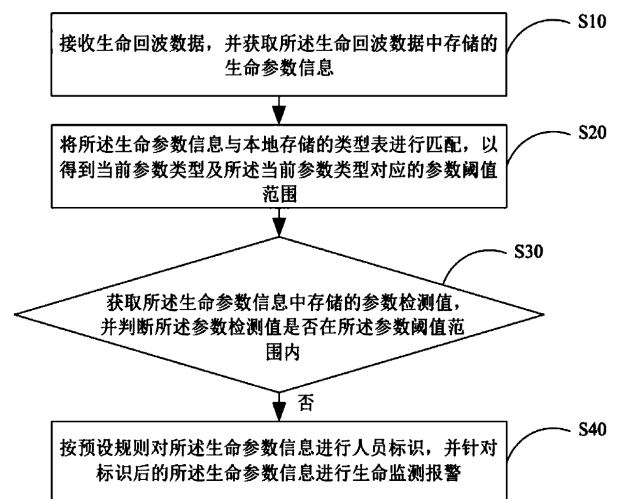 接收生命回波数据，并获取所述生命回波数据中存储的
生命参数信息
S10
将所述生命参数信息与本地存储的类型表进行匹配，以
得到当前参数类型及所述当前参数类型对应的参数阈值
范围
S20
获取所述生命参数信息中存储的参数检测值，
并判断所述参数检测值是否在所述参数阈值范
围内
S30
否
按预设规则对所述生命参数信息进行人员标识，并针对
标识后的所述生命参数信息进行生命监测报警
S40